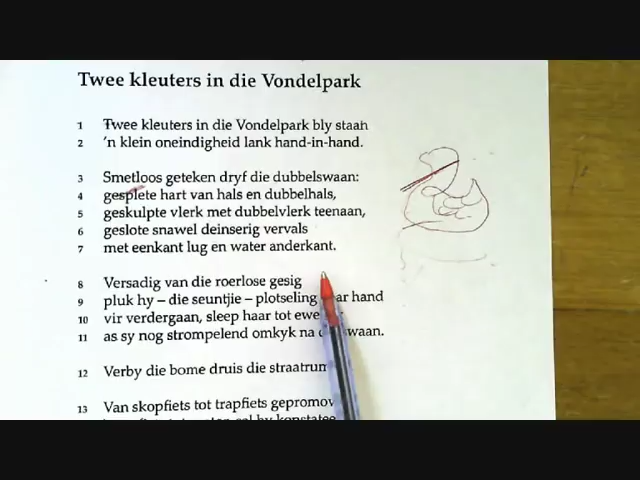 Twee kleuters in die Vondelpark
1 Twee kleuters in die Vondelpark bly staan
2 'n klein oneindigheid lank hand-in-hand.
3 Smetloos geteken dryf die dubbelswaan:
4 gesplete hart van hals en dubbelhals,
5 geskulpte vlerk met dubbelvlerk teenaan,
6 geslote snawel deinserig vervals
7 met eenkant lug en water anderkant.
8 Versadig van die roerlose gesig
9 pluk hy – die seuntjie – plotseling hand
10 vir verdergaan, sleep haar tot
11 as sy nog strompelend omkyk na
12 Verby die bome druis die
13 Van skopfiets tot trapfiets